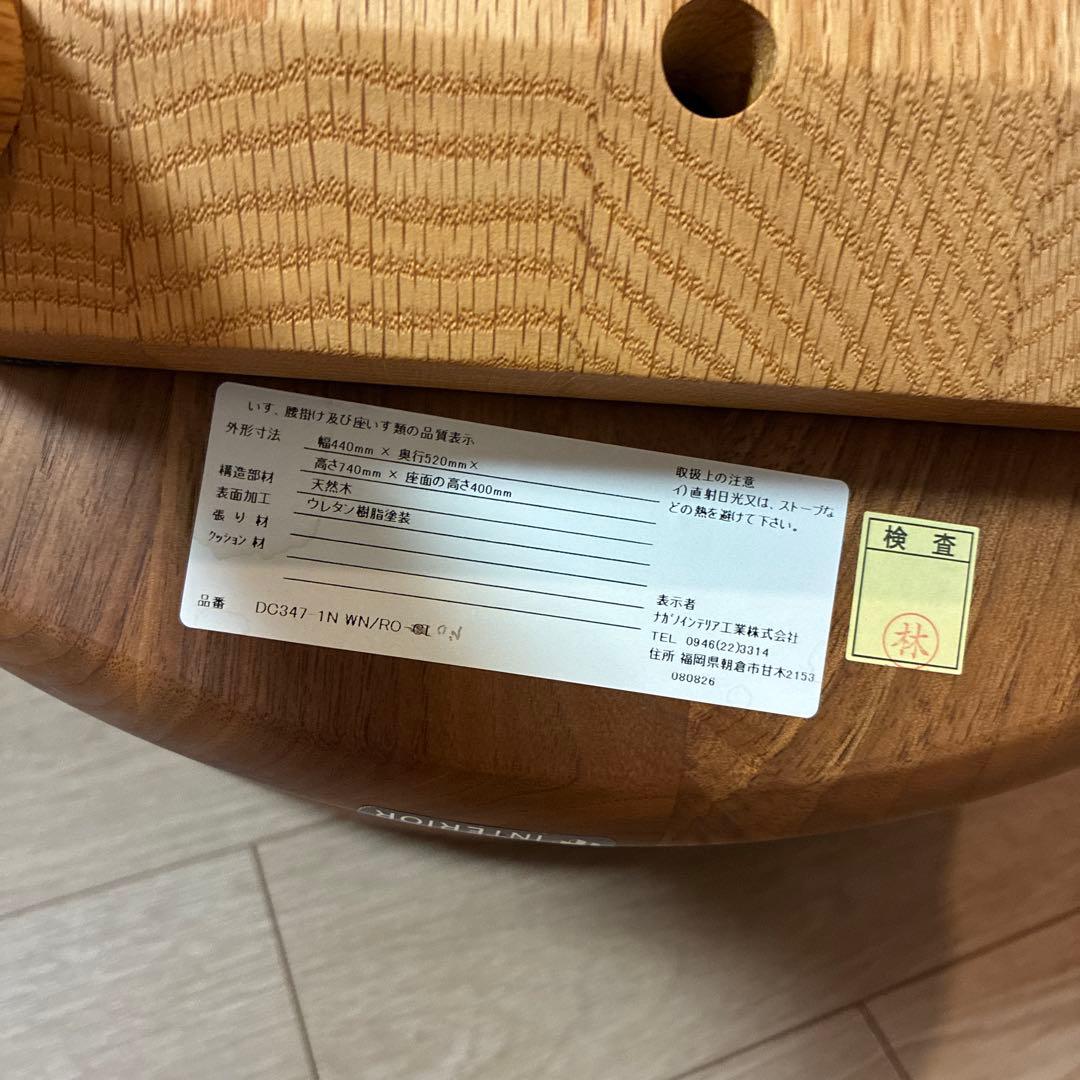 いす、腰掛け及び座いす類の品質表示
外形寸法 幅440mm × 奥行520mm×
高さ740mm × 座面の高さ400mm
構造部材 天然木
表面加工 ウレタン樹脂塗装
張り材
クッション材
品番 DC347-1N WN/RO-
取扱上の注意
イ)直射日光又は、ストーブな
どの熱を避けて下さい。
表示者
ナガノインテリア工業株式会社
TEL 0946(22)3314
住所 福岡県朝倉市甘木2153
080826
検査
林
INTERIOR